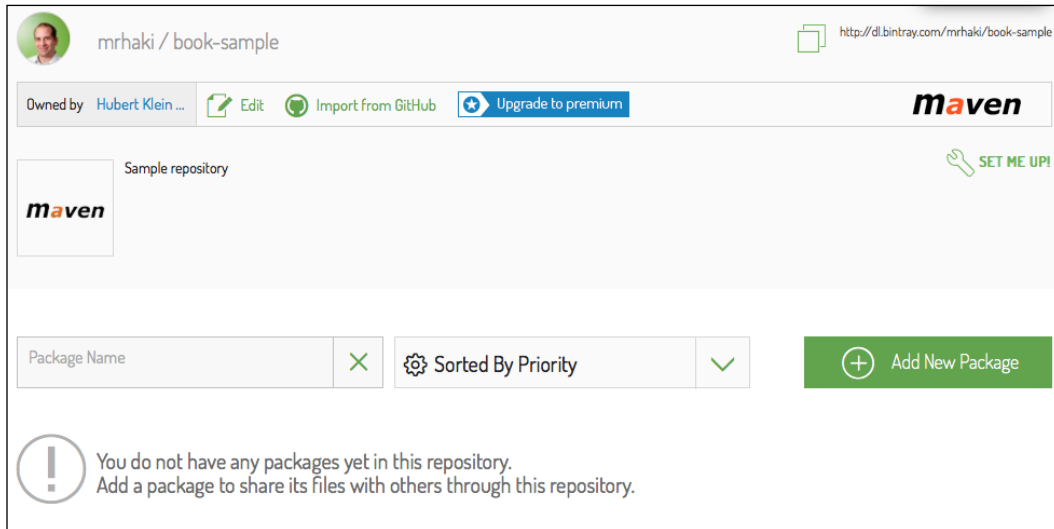 mrhaki / book-sample
http://dl.bintray.com/mrhaki/book-sample
Owned by Hubert Klein ...
Edit
Import from GitHub
Upgrade to premium
maven
Sample repository
SET ME UP!
maven
Package Name
Sorted By Priority
Add New Package
You do not have any packages yet in this repository.
Add a package to share its files with others through this repository.